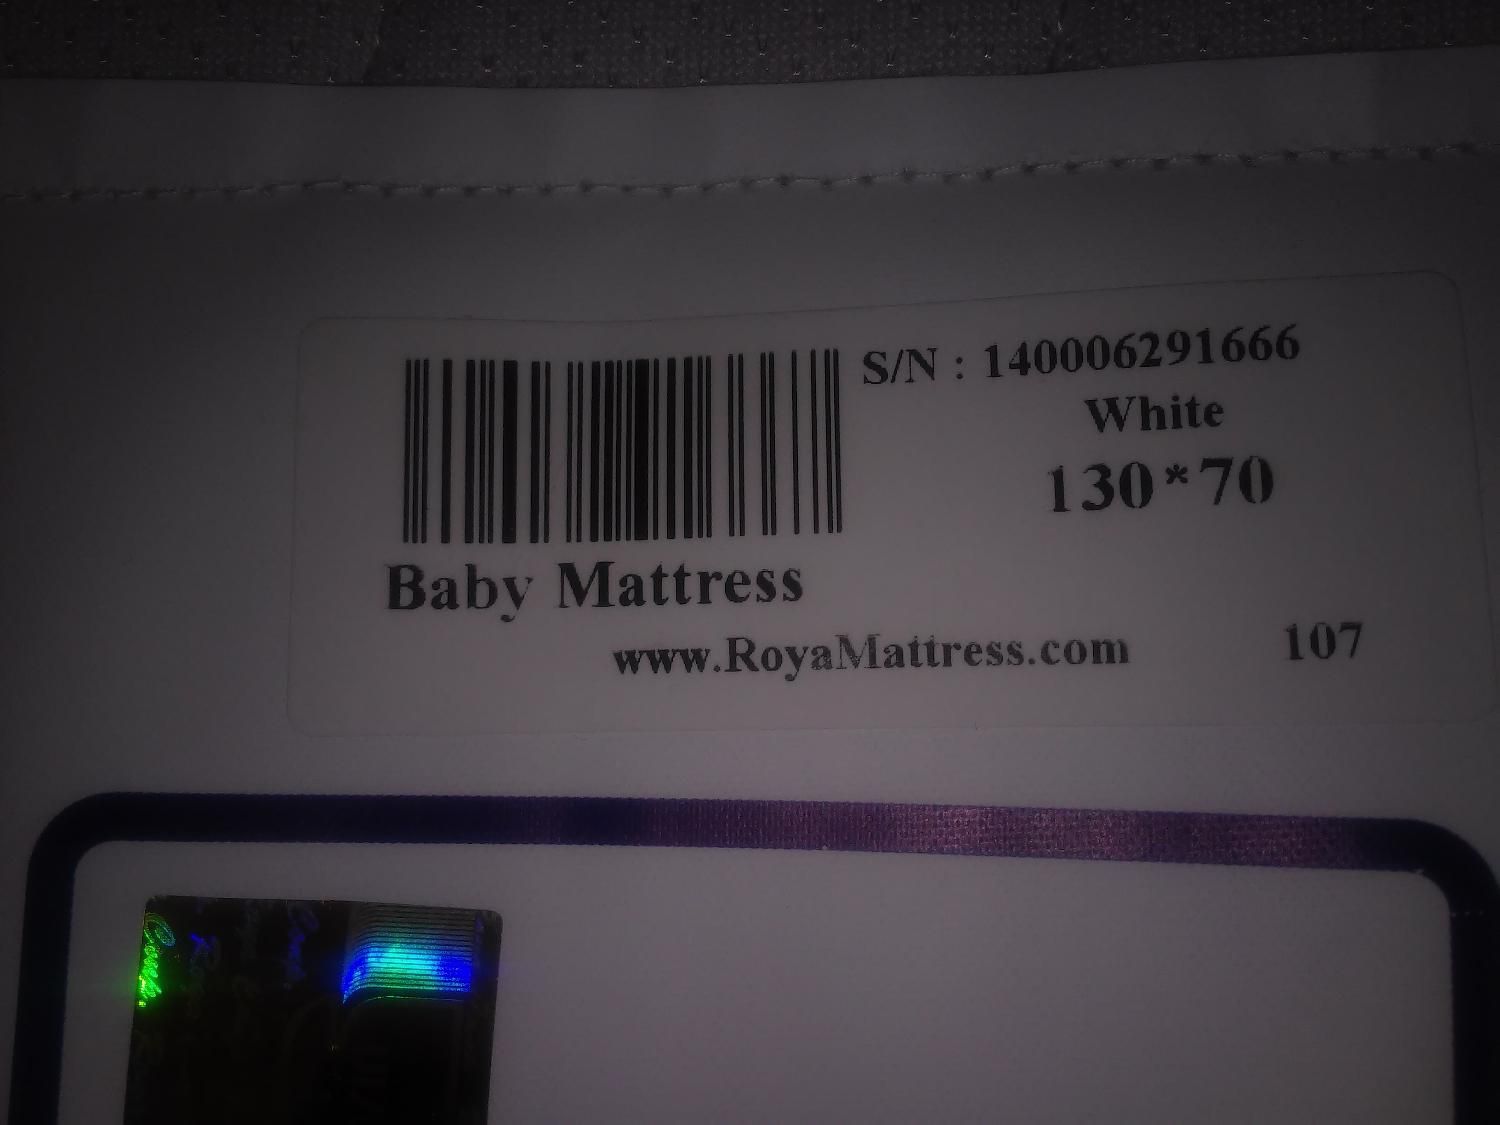 S/N : 140006291666
White
130*70
Baby Mattress
www.RoyaMattress.com
107